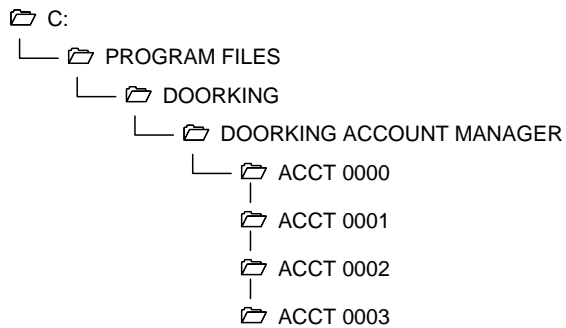 C:
PROGRAM FILES
DOORKING
DOORKING ACCOUNT MANAGER
ACCT 0000
ACCT 0001
ACCT 0002
ACCT 0003